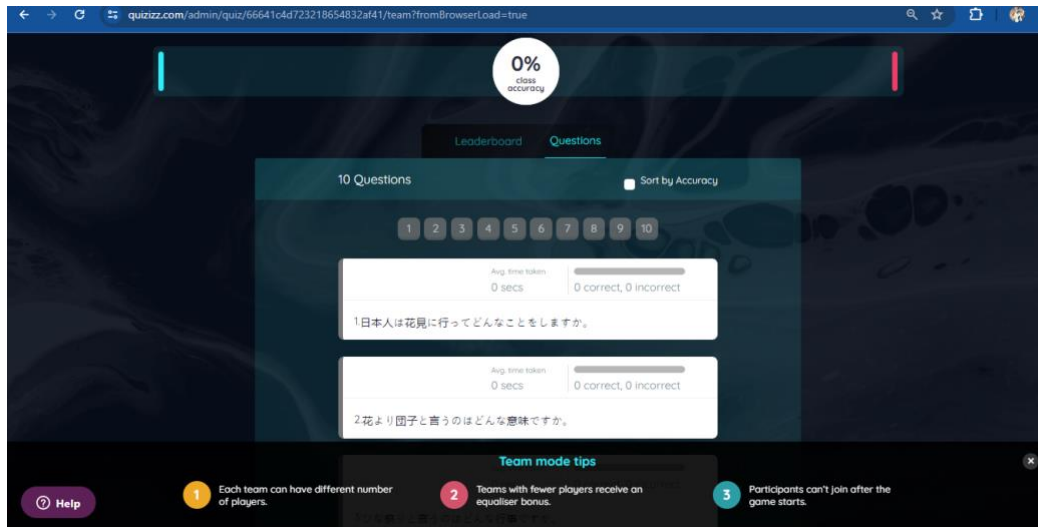 quizizz.com/admin/quiz/66641c4d723218654832af41/team?fromBrowserLoad=true
0%
class
accuracy
Leaderboard Questions
10 Questions Sort by Accuracy
1 2 3 4 5 6 7 8 9 10
Avg. time taken
0 secs 0 correct, 0 incorrect
1.日本人は花見に行ってどんなことをしますか。
Avg. time taken
0 secs 0 correct, 0 incorrect
2.花より団子と言うのはどんな意味ですか。
Team mode tips
1 Each team can have different number
of players.
2 Teams with fewer players receive an
equaliser bonus.
3 Participants can't join after the
game starts.
Help